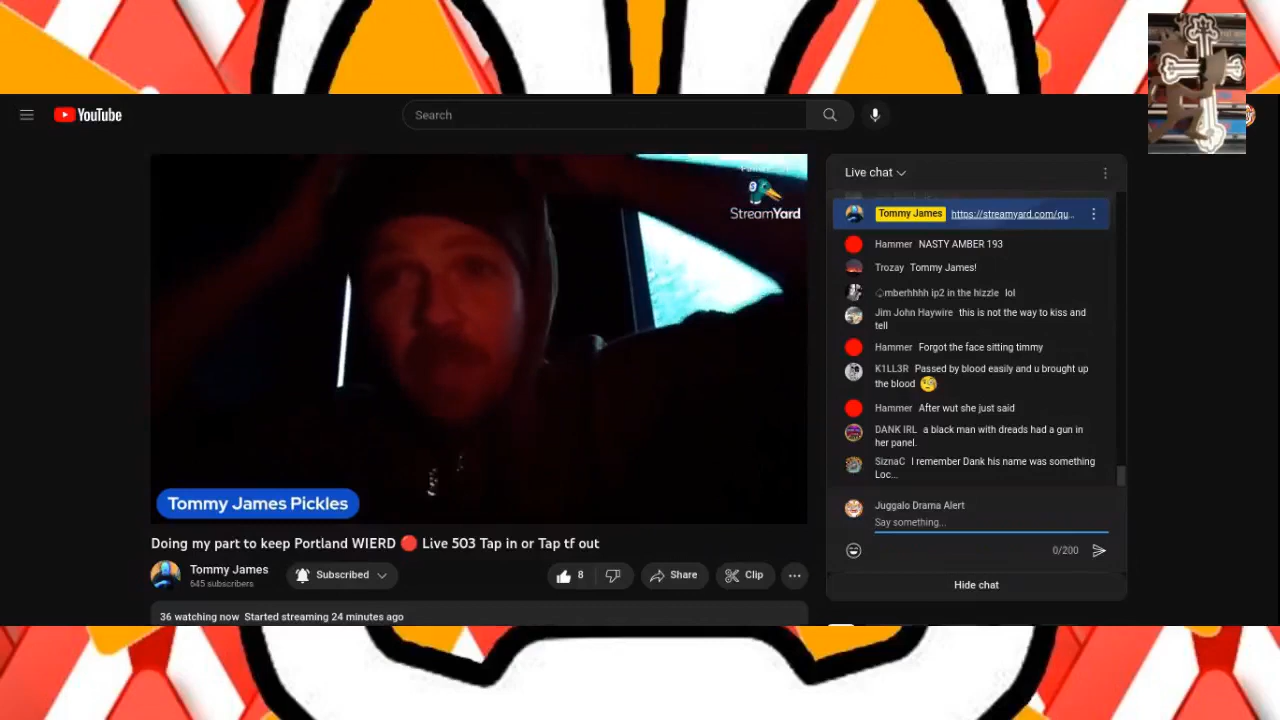 YouTube
Search
StreamYard
Tommy James Pickles
Doing my part to keep Portland WIERD 🔴 Live 503 Tap in or Tap tf out
Tommy James
645 subscribers
Subscribed
8
Share
Clip
36 watching now Started streaming 24 minutes ago
Live chat
Tommy James https://streamyard.com/qu...
Hammer NASTY AMBER 193
Trozay Tommy James!
mberhhhh ip2 in the hizzle lol
Jim John Haywire this is not the way to kiss and
tell
Hammer Forgot the face sitting timmy
K1LL3R Passed by blood easily and u brought up
the blood 🧐
Hammer After wut she just said
DANK IRL a black man with dreads had a gun in
her panel.
SiznaC I remember Dank his name was something
Loc...
Juggalo Drama Alert
Say something...
0/200
Hide chat